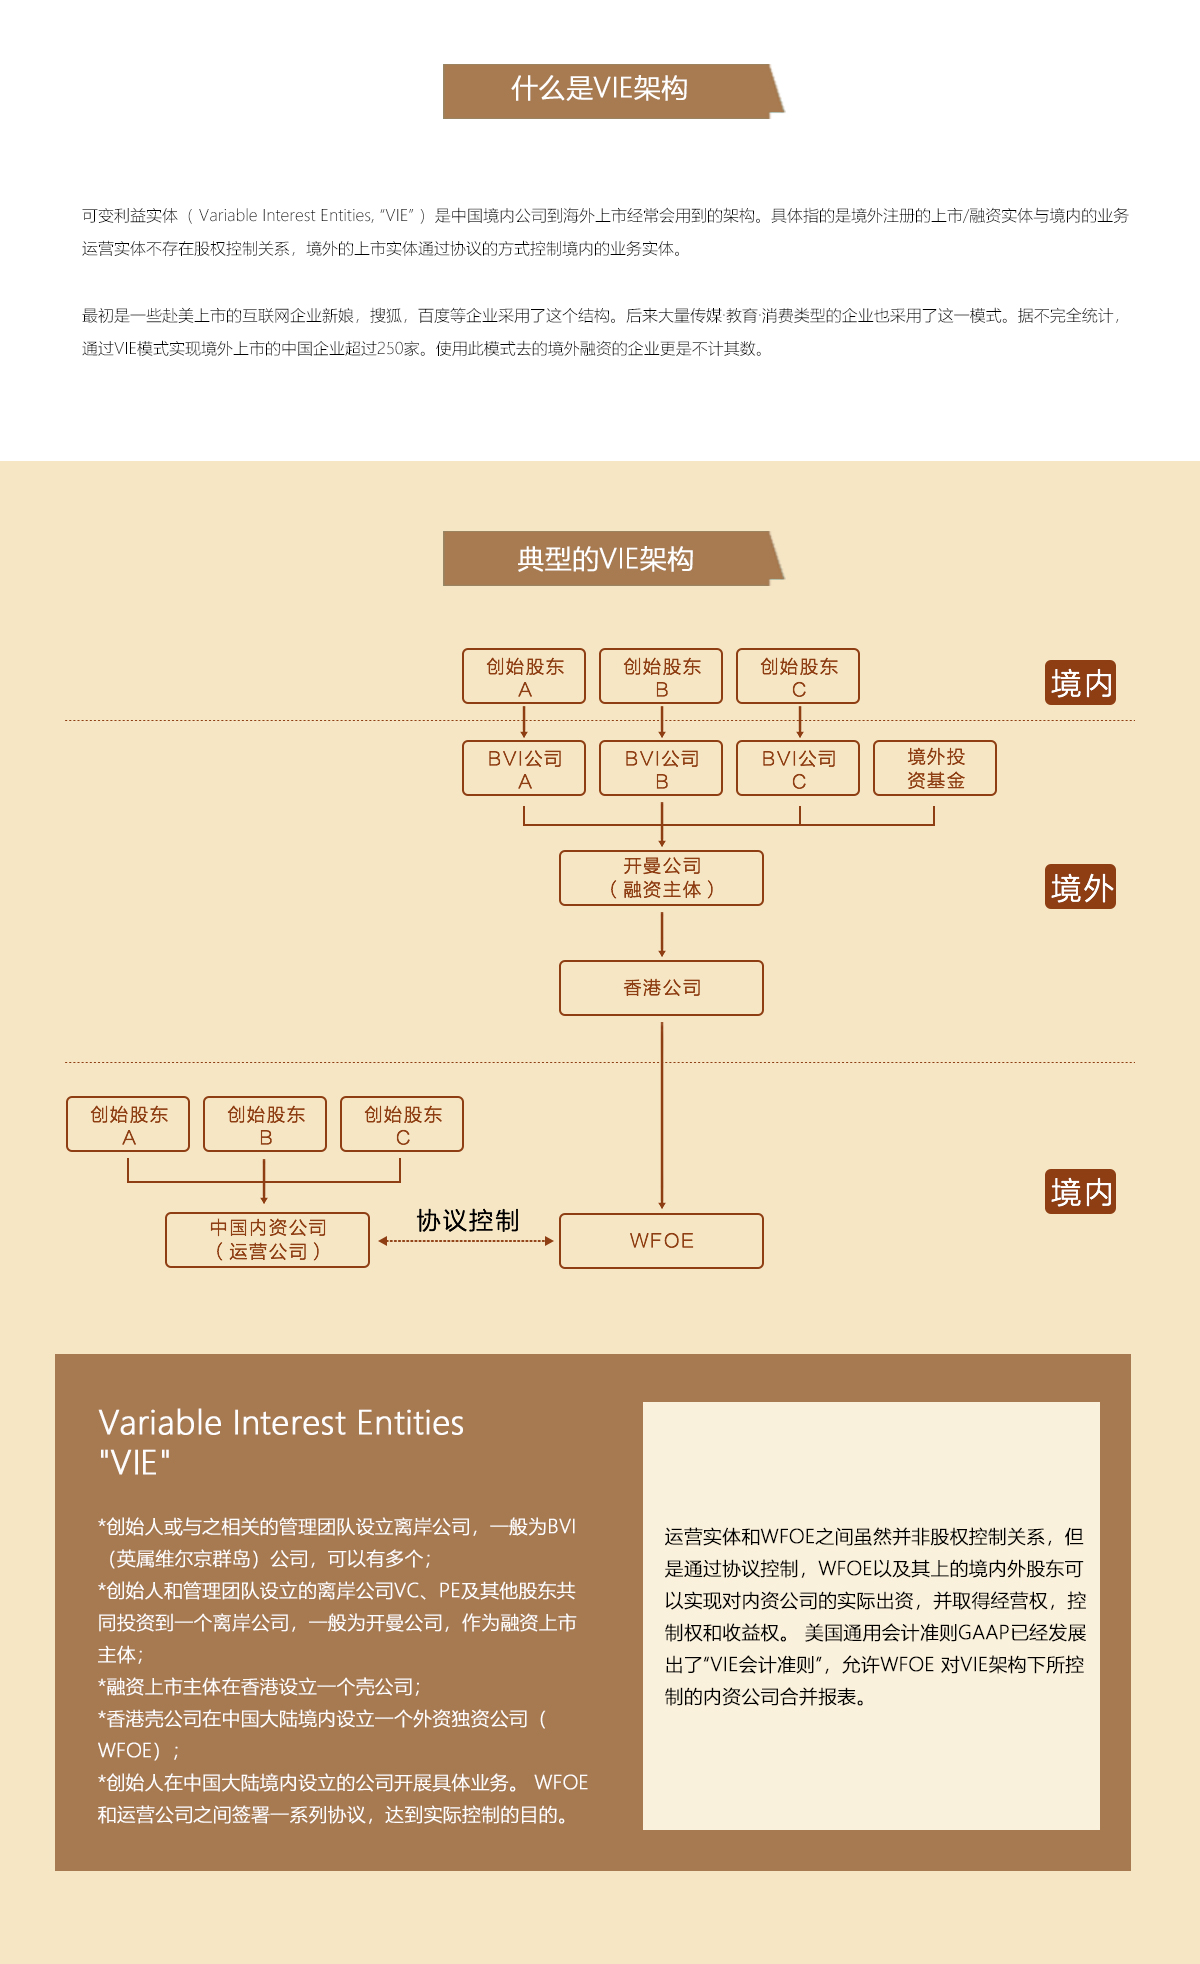 什么是VIE架构
可变利益实体（ Variable Interest Entities, “VIE” ）是中国境内公司到海外上市经常会用到的架构。具体指的是境外注册的上市/融资实体与境内的业务
运营实体不存在股权控制关系，境外的上市实体通过协议的方式控制境内的业务实体。
最初是一些赴美上市的互联网企业新娘，搜狐，百度等企业采用了这个结构。后来大量传媒·教育·消费类型的企业也采用了这一模式。据不完全统计，
通过VIE模式实现境外上市的中国企业超过250家。使用此模式去的境外融资的企业更是不计其数。
典型的VIE架构
创始股东
A
创始股东
B
创始股东
C
境内
BVI公司
A
BVI公司
B
BVI公司
C
境外投
资基金
开曼公司
（融资主体）
境外
香港公司
创始股东
A
创始股东
B
创始股东
C
境内
中国内资公司
（运营公司）
协议控制
WFOE
Variable Interest Entities
"VIE"
*创始人或与之相关的管理团队设立离岸公司，一般为BVI
（英属维尔京群岛）公司，可以有多个；
*创始人和管理团队设立的离岸公司VC、PE及其他股东共
同投资到一个离岸公司，一般为开曼公司，作为融资上市
主体；
*融资上市主体在香港设立一个壳公司；
*香港壳公司在中国大陆境内设立一个外资独资公司（
WFOE）；
*创始人在中国大陆境内设立的公司开展具体业务。 WFOE
和运营公司之间签署一系列协议，达到实际控制的目的。
运营实体和WFOE之间虽然并非股权控制关系，但
是通过协议控制，WFOE以及其上的境内外股东可
以实现对内资公司的实际出资，并取得经营权，控
制权和收益权。 美国通用会计准则GAAP已经发展
出了“VIE会计准则”，允许WFOE 对VIE架构下所控
制的内资公司合并报表。